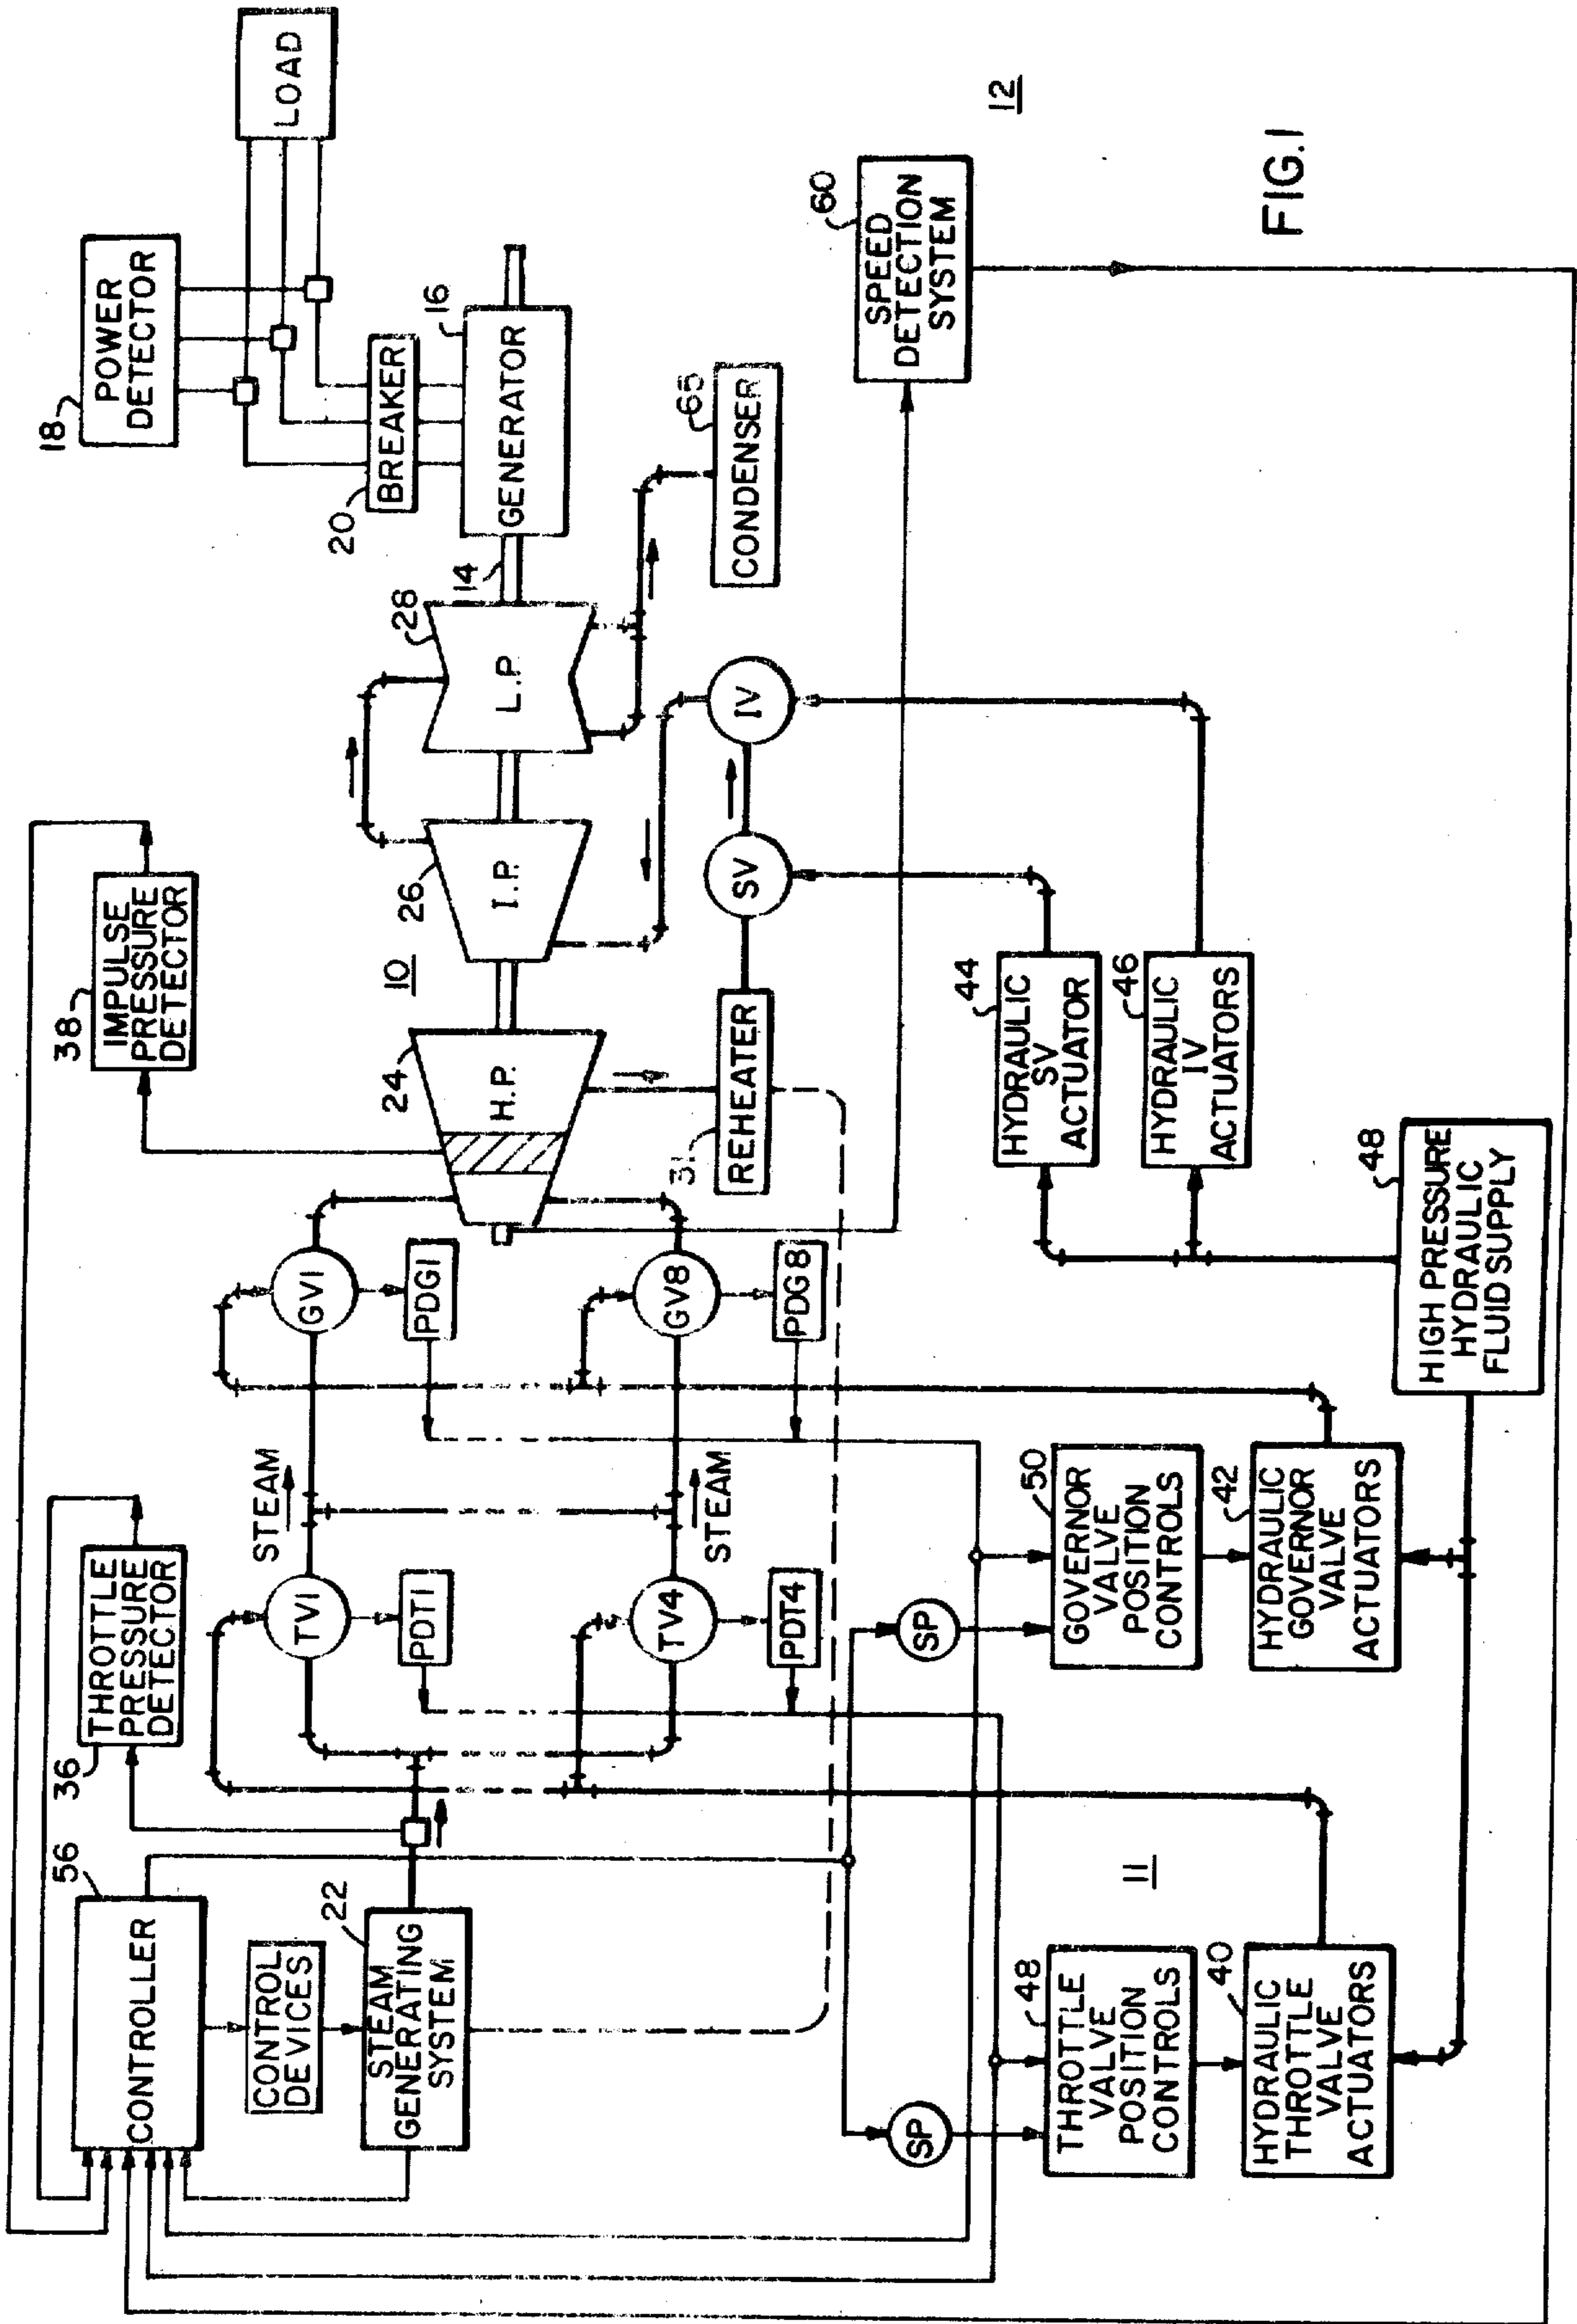 18
POWER
DETECTOR
LOAD
20
BREAKER
16
GENERATOR
14
28
L.P.
26
I.P.
10
24
H.P.
38
IMPULSE
PRESSURE
DETECTOR
36
THROTTLE
PRESSURE
DETECTOR
56
CONTROLLER
CONTROL
DEVICES
22
STEAM
GENERATING
SYSTEM
STEAM
TV1
PDT1
GV1
PDG1
TV4
PDT4
STEAM
GV8
PDG8
31
REHEATER
SV
IV
65
CONDENSER
60
SPEED
DETECTION
SYSTEM
12
SP
SP
11
48
THROTTLE
VALVE
POSITION
CONTROLS
40
HYDRAULIC
THROTTLE
VALVE
ACTUATORS
50
GOVERNOR
VALVE
POSITION
CONTROLS
42
HYDRAULIC
GOVERNOR
VALVE
ACTUATORS
44
HYDRAULIC
SV
ACTUATOR
46
HYDRAULIC
IV
ACTUATORS
48
HIGH PRESSURE
HYDRAULIC
FLUID SUPPLY
FIG.1